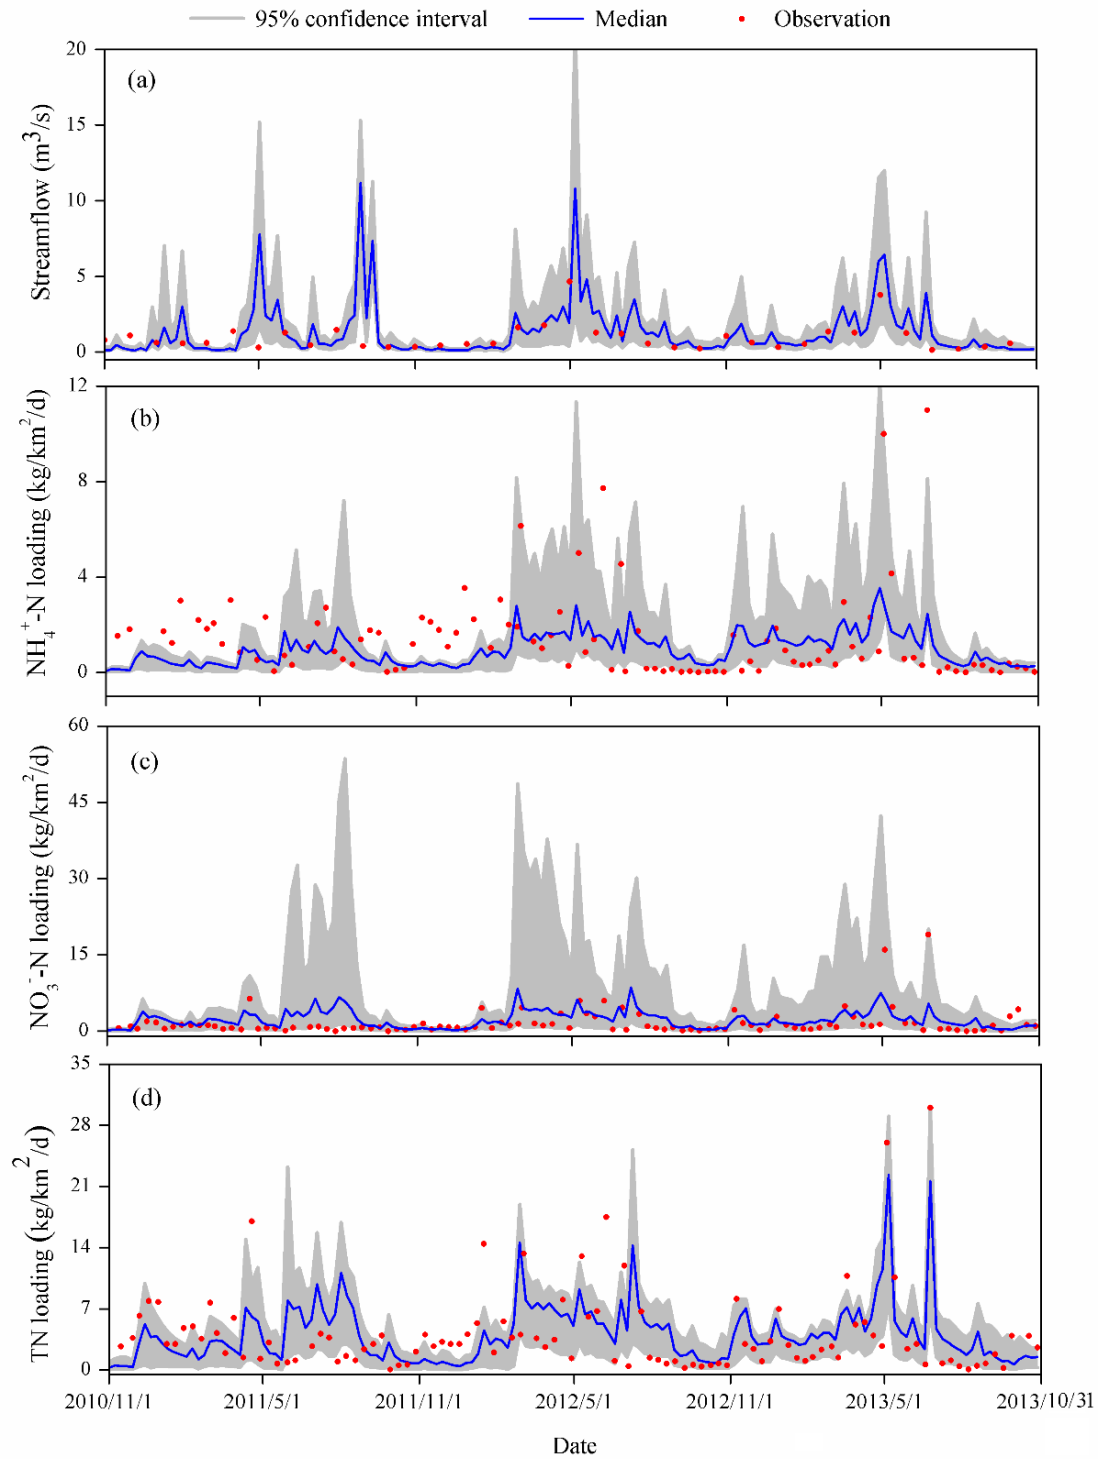 95% confidence interval Median Observation
20
(a)
15
10
5
0
Streamflow (m³/s)
12
(b)
8
4
0
NH₄⁺-N loading (kg/km²/d)
60
(c)
45
30
15
0
NO₃⁻-N loading (kg/km²/d)
35
(d)
28
21
14
7
0
TN loading (kg/km²/d)
2010/11/1 2011/5/1 2011/11/1 2012/5/1 2012/11/1 2013/5/1 2013/10/31
Date